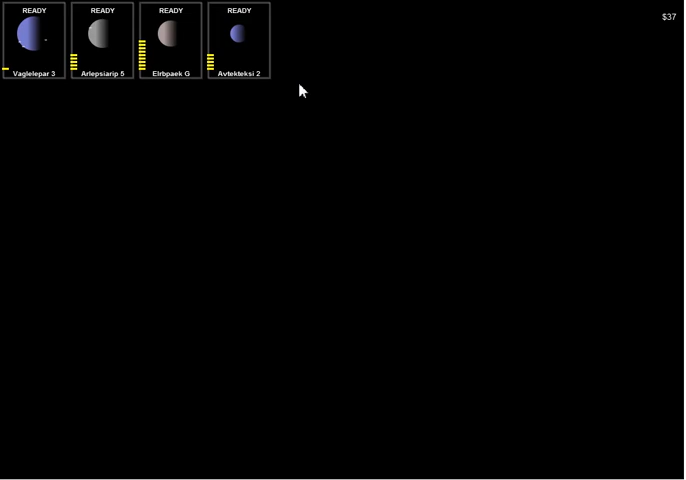 READY
READY
READY
READY
$37
Vaglelepar 3
Arlepsiarip 5
Elrbpaek G
Avtekteksi 2